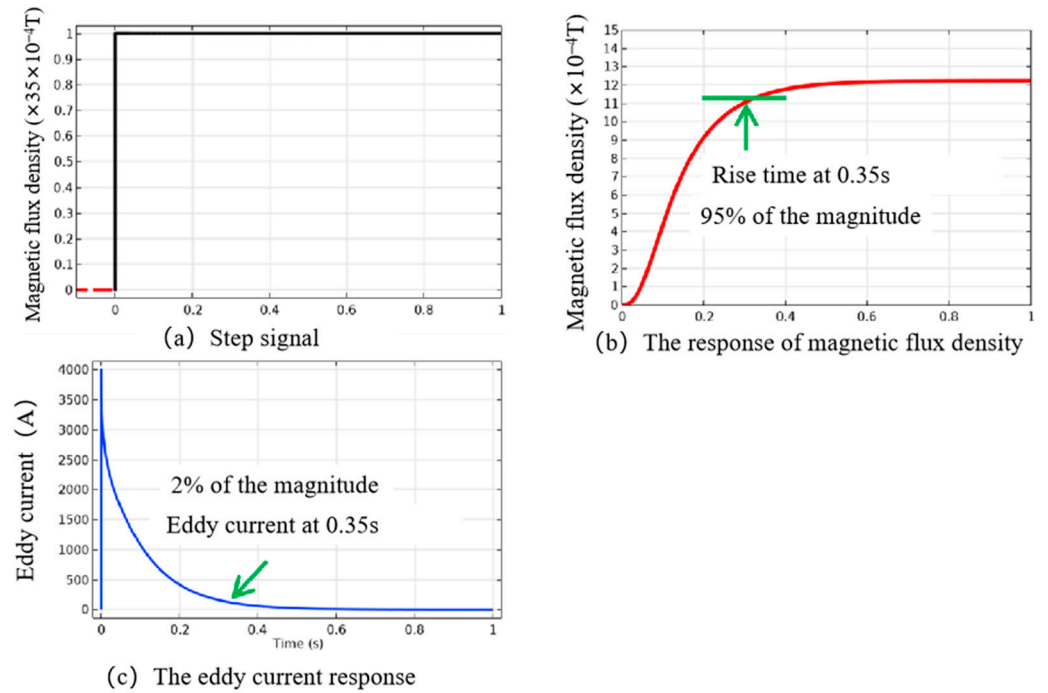 Magnetic flux density (×35×10⁻⁴T)
1
0.9
0.8
0.7
0.6
0.5
0.4
0.3
0.2
0.1
0
0 0.2 0.4 0.6 0.8 1
(a) Step signal
Magnetic flux density (×10⁻⁴T)
15
14
13
12
11
10
9
8
7
6
5
4
3
2
1
0
Rise time at 0.35s
95% of the magnitude
0 0.2 0.4 0.6 0.8 1
(b) The response of magnetic flux density
Eddy current (A)
4000
3500
3000
2500
2000
1500
1000
500
0
2% of the magnitude
Eddy current at 0.35s
0 0.2 0.4 0.6 0.8 1
Time (s)
(c) The eddy current response